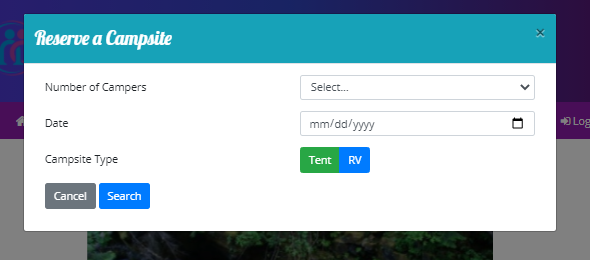 Reserve a Campsite ×
Number of Campers Select...
Date mm/dd/yyyy
Log
Campsite Type Tent RV
Cancel Search